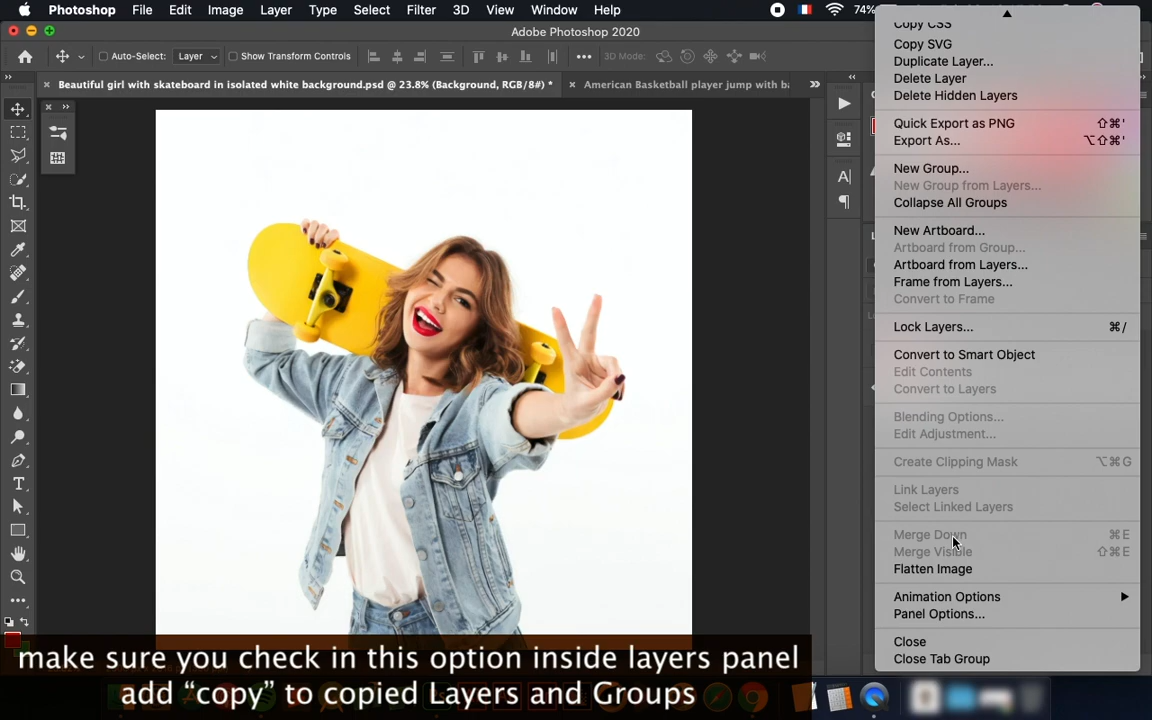 Photoshop File Edit Image Layer Type Select Filter 3D View Window Help 74%
Adobe Photoshop 2020
Auto-Select: Layer Show Transform Controls 3D Mode:
Beautiful girl with skateboard in isolated white background.psd @ 23.8% (Background, RGB/8#) * American Basketball player jump with ba
Copy CSS
Copy SVG
Duplicate Layer...
Delete Layer
Delete Hidden Layers
Quick Export as PNG ⇧⌘'
Export As... ⌥⇧⌘'
New Group...
New Group from Layers...
Collapse All Groups
New Artboard...
Artboard from Group...
Artboard from Layers...
Frame from Layers...
Convert to Frame
Lock Layers... ⌘/
Convert to Smart Object
Edit Contents
Convert to Layers
Blending Options...
Edit Adjustment...
Create Clipping Mask ⌥⌘G
Link Layers
Select Linked Layers
Merge Down ⌘E
Merge Visible ⇧⌘E
Flatten Image
Animation Options
Panel Options...
Close
Close Tab Group
make sure you check in this option inside layers panel
add “copy” to copied Layers and Groups